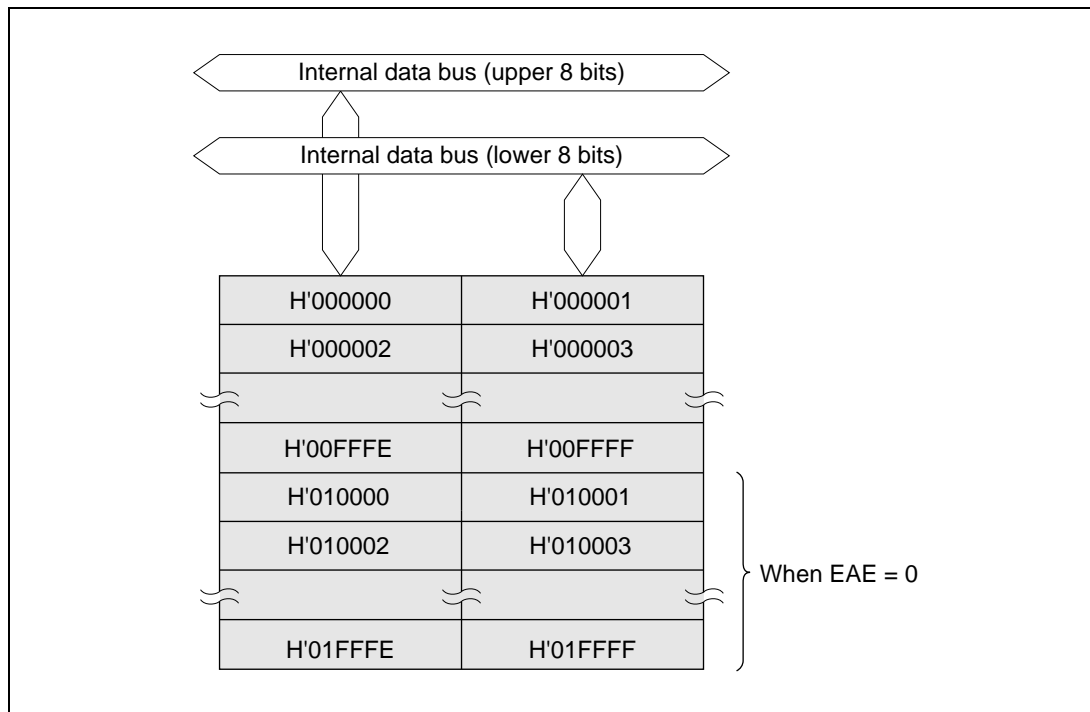 Internal data bus (upper 8 bits)
Internal data bus (lower 8 bits)
H'000000 H'000001
H'000002 H'000003
H'00FFFE H'00FFFF
H'010000 H'010001
H'010002 H'010003
When EAE = 0
H'01FFFE H'01FFFF